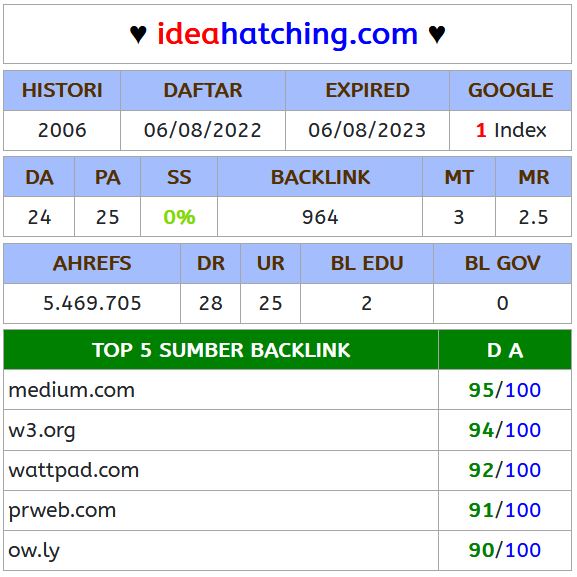 ♥ ideahatching.com ♥
HISTORI DAFTAR EXPIRED GOOGLE
2006 06/08/2022 06/08/2023 1 Index
DA PA SS BACKLINK MT MR
24 25 0% 964 3 2.5
AHREFS DR UR BL EDU BL GOV
5.469.705 28 25 2 0
TOP 5 SUMBER BACKLINK D A
medium.com 95/100
w3.org 94/100
wattpad.com 92/100
prweb.com 91/100
ow.ly 90/100